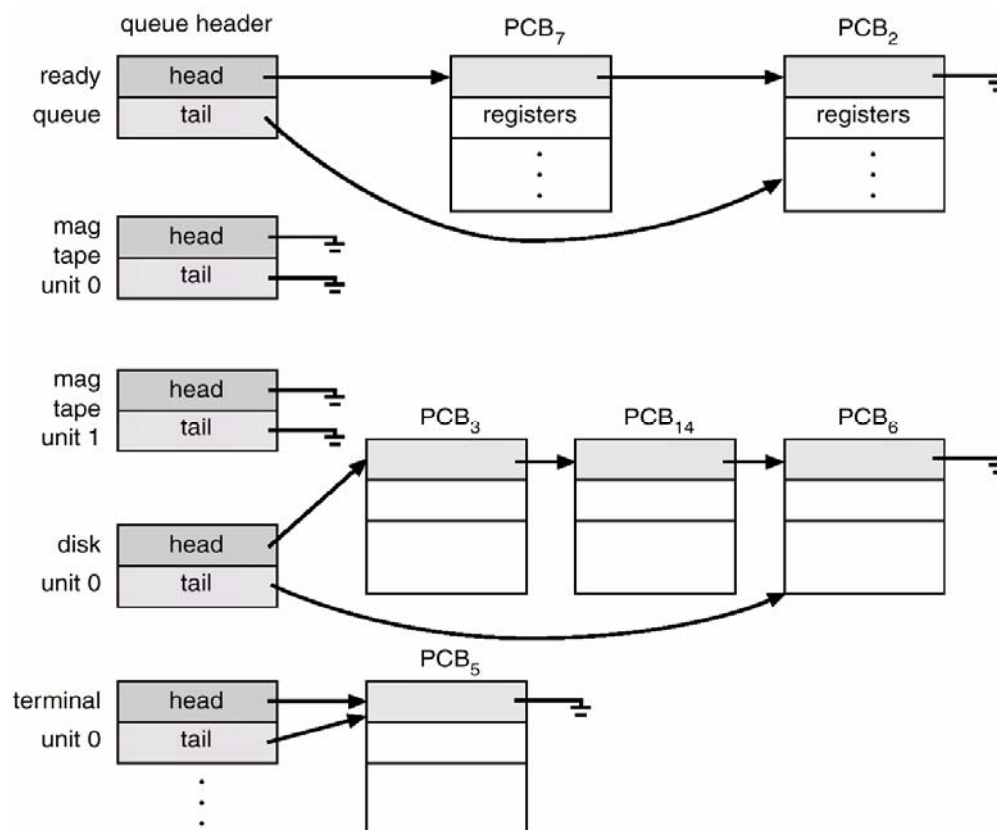 queue header
PCB7
PCB2
ready
queue
head
tail
registers
registers
mag
tape
unit 0
head
tail
mag
tape
unit 1
head
tail
PCB3
PCB14
PCB6
disk
unit 0
head
tail
PCB5
terminal
unit 0
head
tail